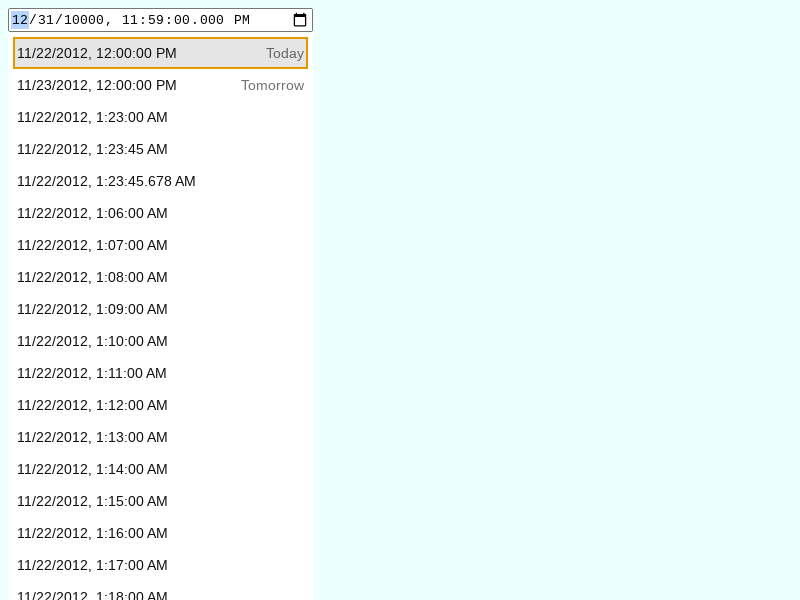 12/31/10000, 11:59:00.000 PM
11/22/2012, 12:00:00 PM Today
11/23/2012, 12:00:00 PM Tomorrow
11/22/2012, 1:23:00 AM
11/22/2012, 1:23:45 AM
11/22/2012, 1:23:45.678 AM
11/22/2012, 1:06:00 AM
11/22/2012, 1:07:00 AM
11/22/2012, 1:08:00 AM
11/22/2012, 1:09:00 AM
11/22/2012, 1:10:00 AM
11/22/2012, 1:11:00 AM
11/22/2012, 1:12:00 AM
11/22/2012, 1:13:00 AM
11/22/2012, 1:14:00 AM
11/22/2012, 1:15:00 AM
11/22/2012, 1:16:00 AM
11/22/2012, 1:17:00 AM
11/22/2012, 1:18:00 AM